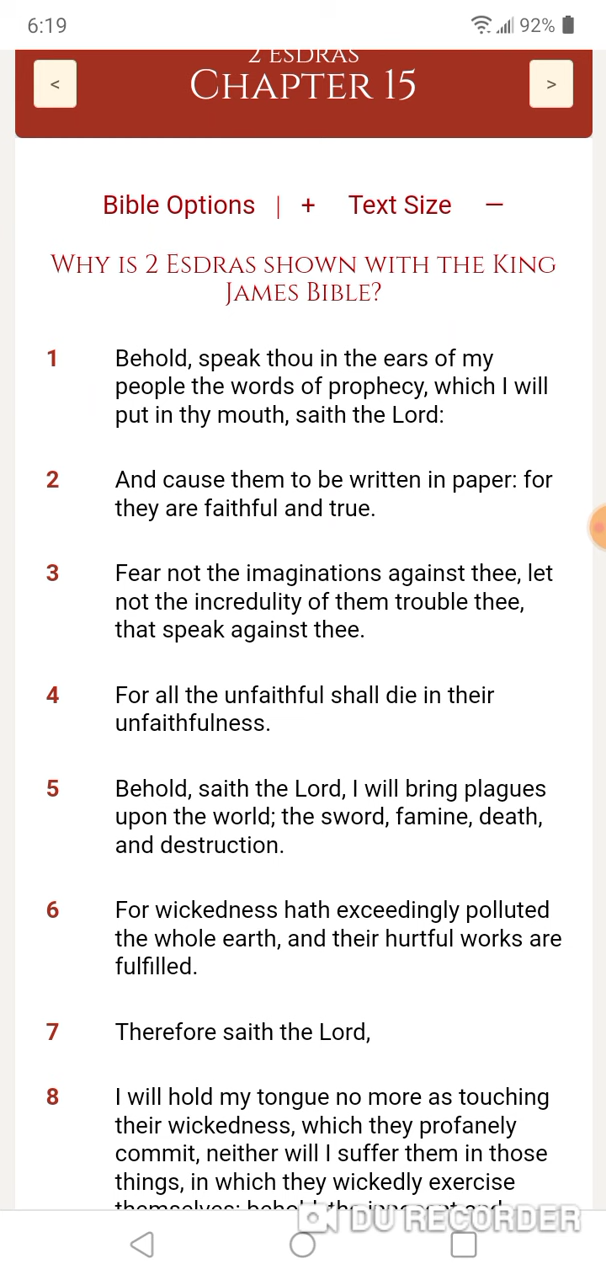 6:19
92%
2 ESDRAS
<
CHAPTER 15
>
Bible Options | + Text Size —
WHY IS 2 ESDRAS SHOWN WITH THE KING
JAMES BIBLE?
1 Behold, speak thou in the ears of my
people the words of prophecy, which I will
put in thy mouth, saith the Lord:
2 And cause them to be written in paper: for
they are faithful and true.
3 Fear not the imaginations against thee, let
not the incredulity of them trouble thee,
that speak against thee.
4 For all the unfaithful shall die in their
unfaithfulness.
5 Behold, saith the Lord, I will bring plagues
upon the world; the sword, famine, death,
and destruction.
6 For wickedness hath exceedingly polluted
the whole earth, and their hurtful works are
fulfilled.
7 Therefore saith the Lord,
8 I will hold my tongue no more as touching
their wickedness, which they profanely
commit, neither will I suffer them in those
things, in which they wickedly exercise
themselves: behold, the innocent and
DU RECORDER